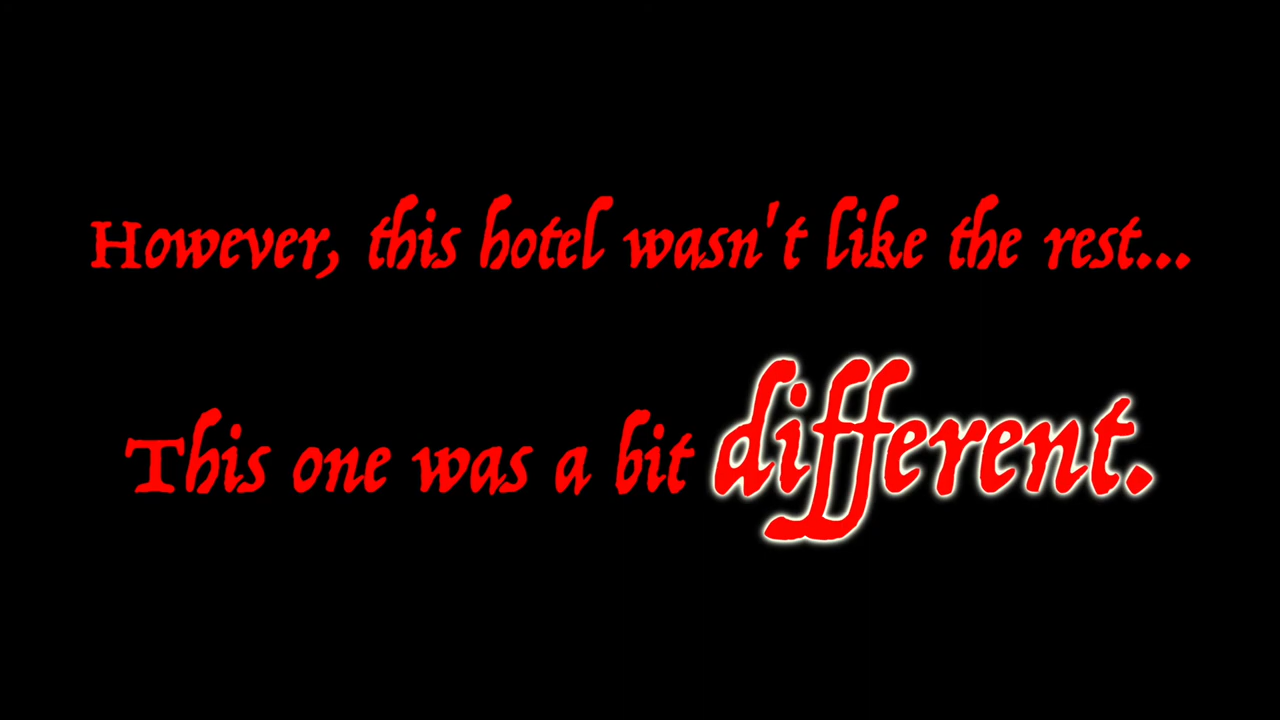 However, this hotel wasn't like the rest...
This one was a bit different.